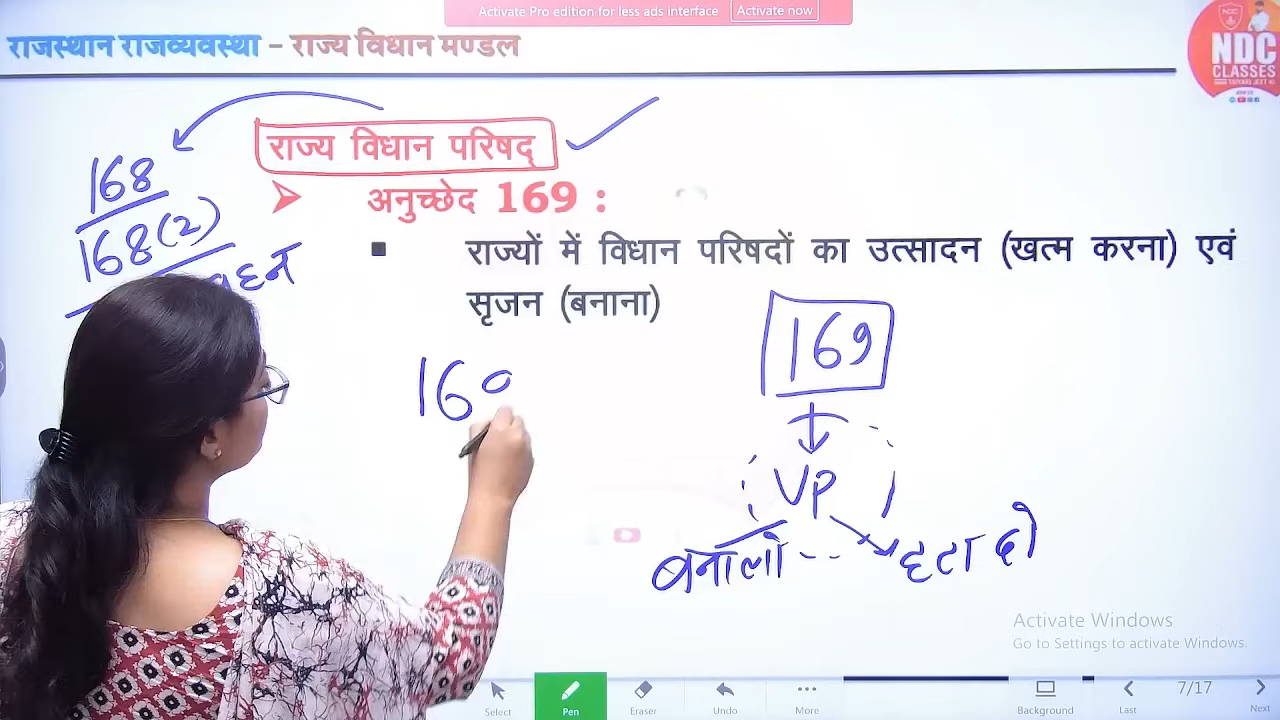 Activate Pro edition for less ads interface Activate now
राजस्थान राजव्यवस्था – राज्य विधान मण्डल
NDC
CLASSES
168
168(2)
राज्य विधान परिषद्
अनुच्छेद 169 :
राज्यों में विधान परिषदों का उत्सादन (खत्म करना) एवं
सृजन (बनाना)
169
16
VP
बनालो
हटा दो
Activate Windows
Go to Settings to activate Windows.
Select
Pen
Eraser
Undo
More
Background
Last
7/17
Next